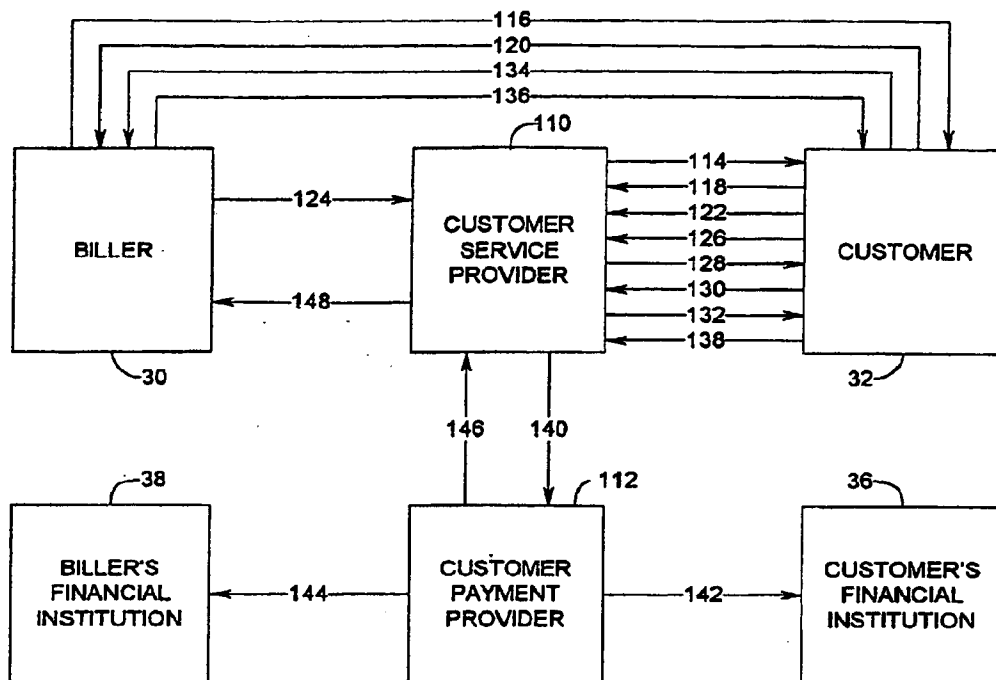 116
120
134
136
110
BILLER
124
148
30
CUSTOMER
SERVICE
PROVIDER
114
118
122
126
128
130
132
138
CUSTOMER
32
146
140
38
BILLER'S
FINANCIAL
INSTITUTION
144
112
CUSTOMER
PAYMENT
PROVIDER
142
36
CUSTOMER'S
FINANCIAL
INSTITUTION